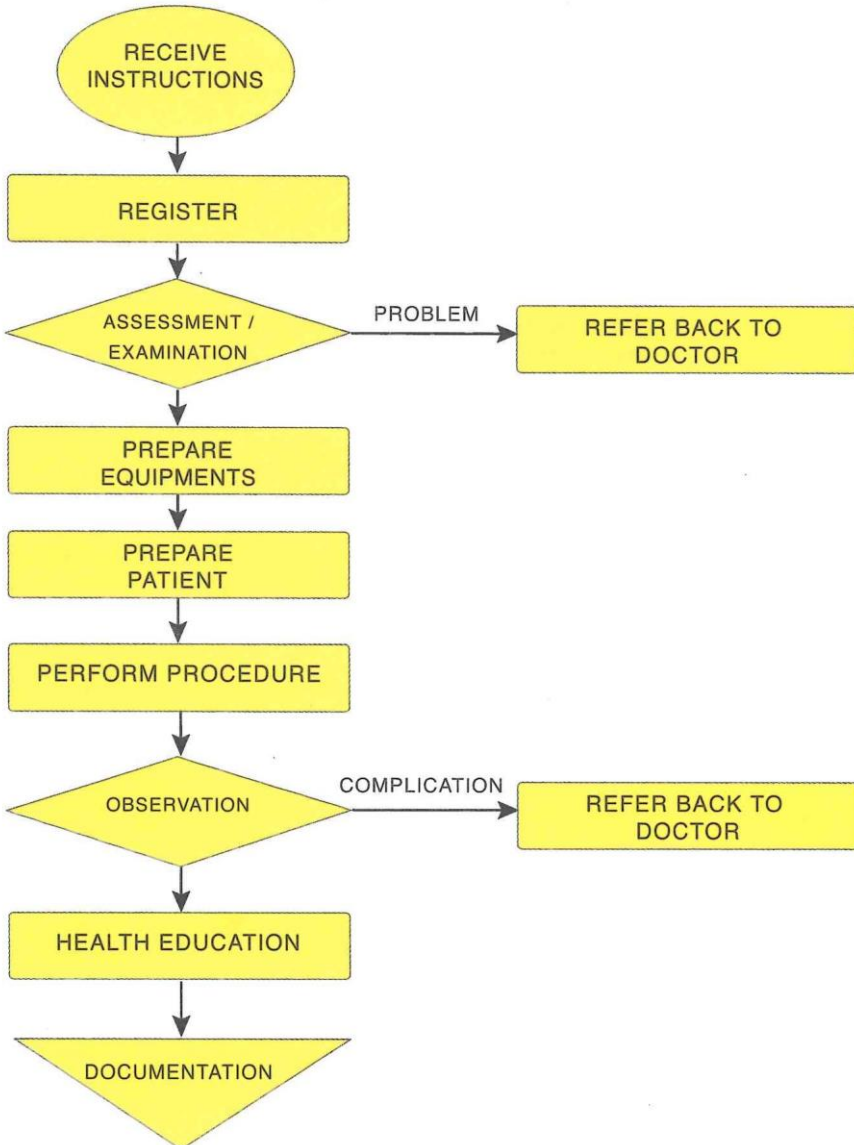 RECEIVE
INSTRUCTIONS
REGISTER
ASSESSMENT /
EXAMINATION
PROBLEM
REFER BACK TO
DOCTOR
PREPARE
EQUIPMENTS
PREPARE
PATIENT
PERFORM PROCEDURE
OBSERVATION
COMPLICATION
REFER BACK TO
DOCTOR
HEALTH EDUCATION
DOCUMENTATION